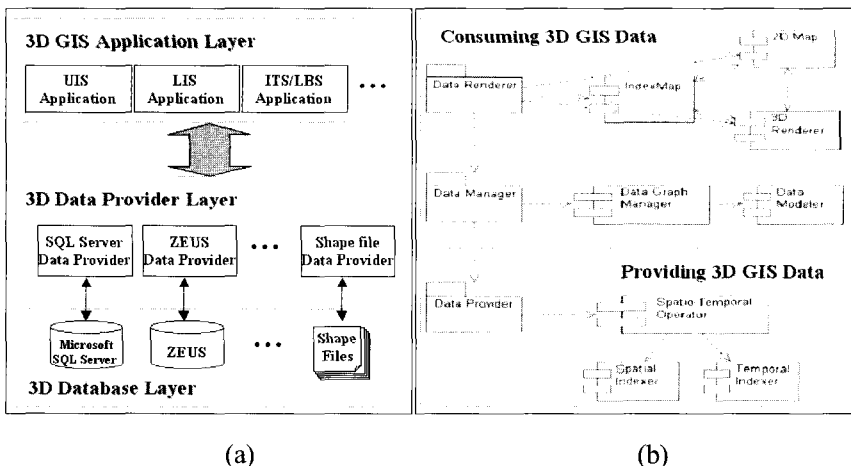 3D GIS Application Layer
UIS
Application
LIS
Application
ITS/LBS
Application
•••
3D Data Provider Layer
SQL Server
Data Provider
ZEUS
Data Provider
•••
Shape file
Data Provider
Microsoft
SQL Server
ZEUS
•••
Shape
Files
3D Database Layer
(a)
Consuming 3D GIS Data
2D Map
Data Renderer
IndexMap
3D
Renderer
Data Manager
Data Graph
Manager
Data
Modeler
Providing 3D GIS Data
Data Provider
Spatio-Temporal
Operator
Spatial
Indexer
Temporal
Indexer
(b)